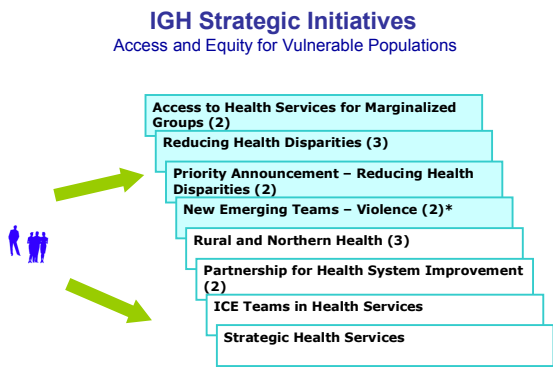 IGH Strategic Initiatives
Access and Equity for Vulnerable Populations
Access to Health Services for Marginalized
Groups (2)
Reducing Health Disparities (3)
Priority Announcement – Reducing Health
Disparities (2)
New Emerging Teams – Violence (2)*
Rural and Northern Health (3)
Partnership for Health System Improvement
(2)
ICE Teams in Health Services
Strategic Health Services